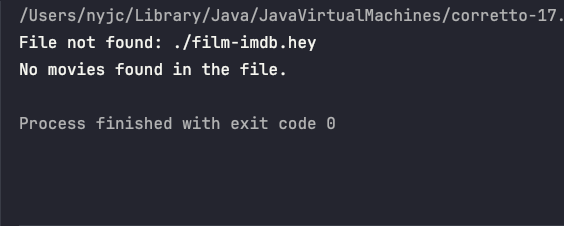 /Users/nyjc/Library/Java/JavaVirtualMachines/corretto-17.
File not found: ./film-imdb.hey
No movies found in the file.
Process finished with exit code 0